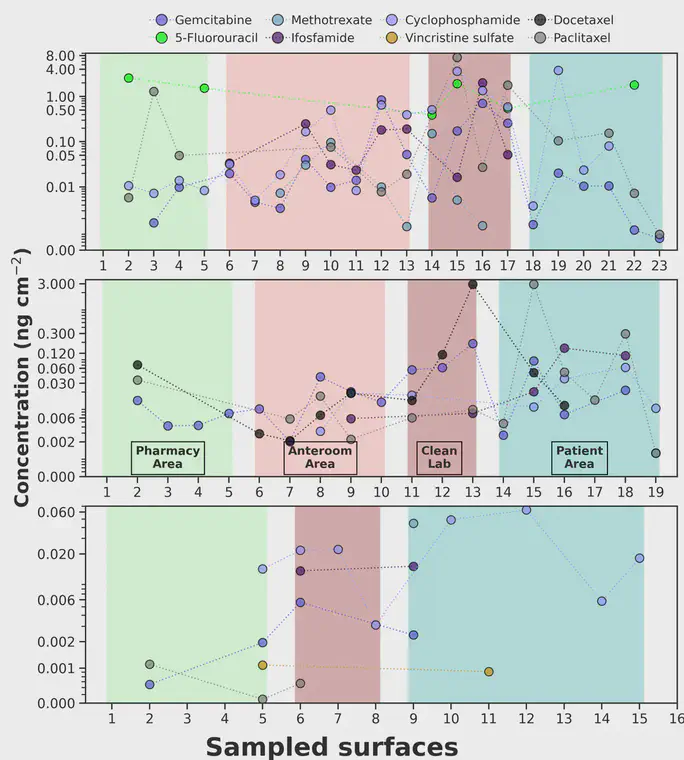 Gemcitabine Methotrexate Cyclophosphamide Docetaxel
5-Fluorouracil Ifosfamide Vincristine sulfate Paclitaxel
Concentration (ng cm⁻²)
8.00
4.00
1.00
0.50
0.10
0.05
0.01
0.00
1 2 3 4 5 6 7 8 9 10 11 12 13 14 15 16 17 18 19 20 21 22 23
3.000
0.300
0.120
0.060
0.030
0.006
0.002
0.000
Pharmacy Area
Anteroom Area
Clean Lab
Patient Area
1 2 3 4 5 6 7 8 9 10 11 12 13 14 15 16 17 18 19
0.060
0.020
0.006
0.002
0.001
0.000
1 2 3 4 5 6 7 8 9 10 11 12 13 14 15 16
Sampled surfaces